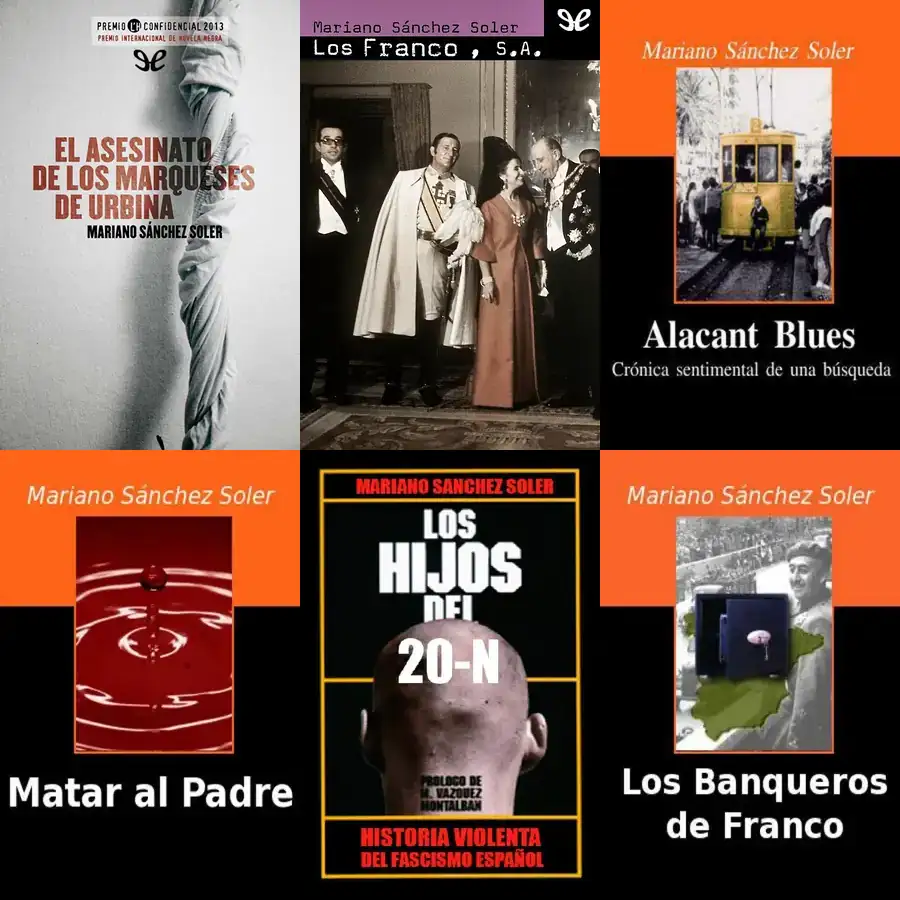 PREMIO L'H CONFIDENCIAL 2013
PREMIO INTERNACIONAL DE NOVELA NEGRA
EL ASESINATO
DE LOS MARQUESES
DE URBINA
MARIANO SÁNCHEZ SOLER
Mariano Sánchez Soler
Los Franco , S.A.
Mariano Sánchez Soler
2
Alacant Blues
Crónica sentimental de una búsqueda
Mariano Sánchez Soler
Matar al Padre
MARIANO SANCHEZ SOLER
LOS
HIJOS
DEL
20-N
PROLOGO DE
M. VAZQUEZ
MONTALBAN
HISTORIA VIOLENTA
DEL FASCISMO ESPAÑOL
Mariano Sánchez Soler
Los Banqueros
de Franco